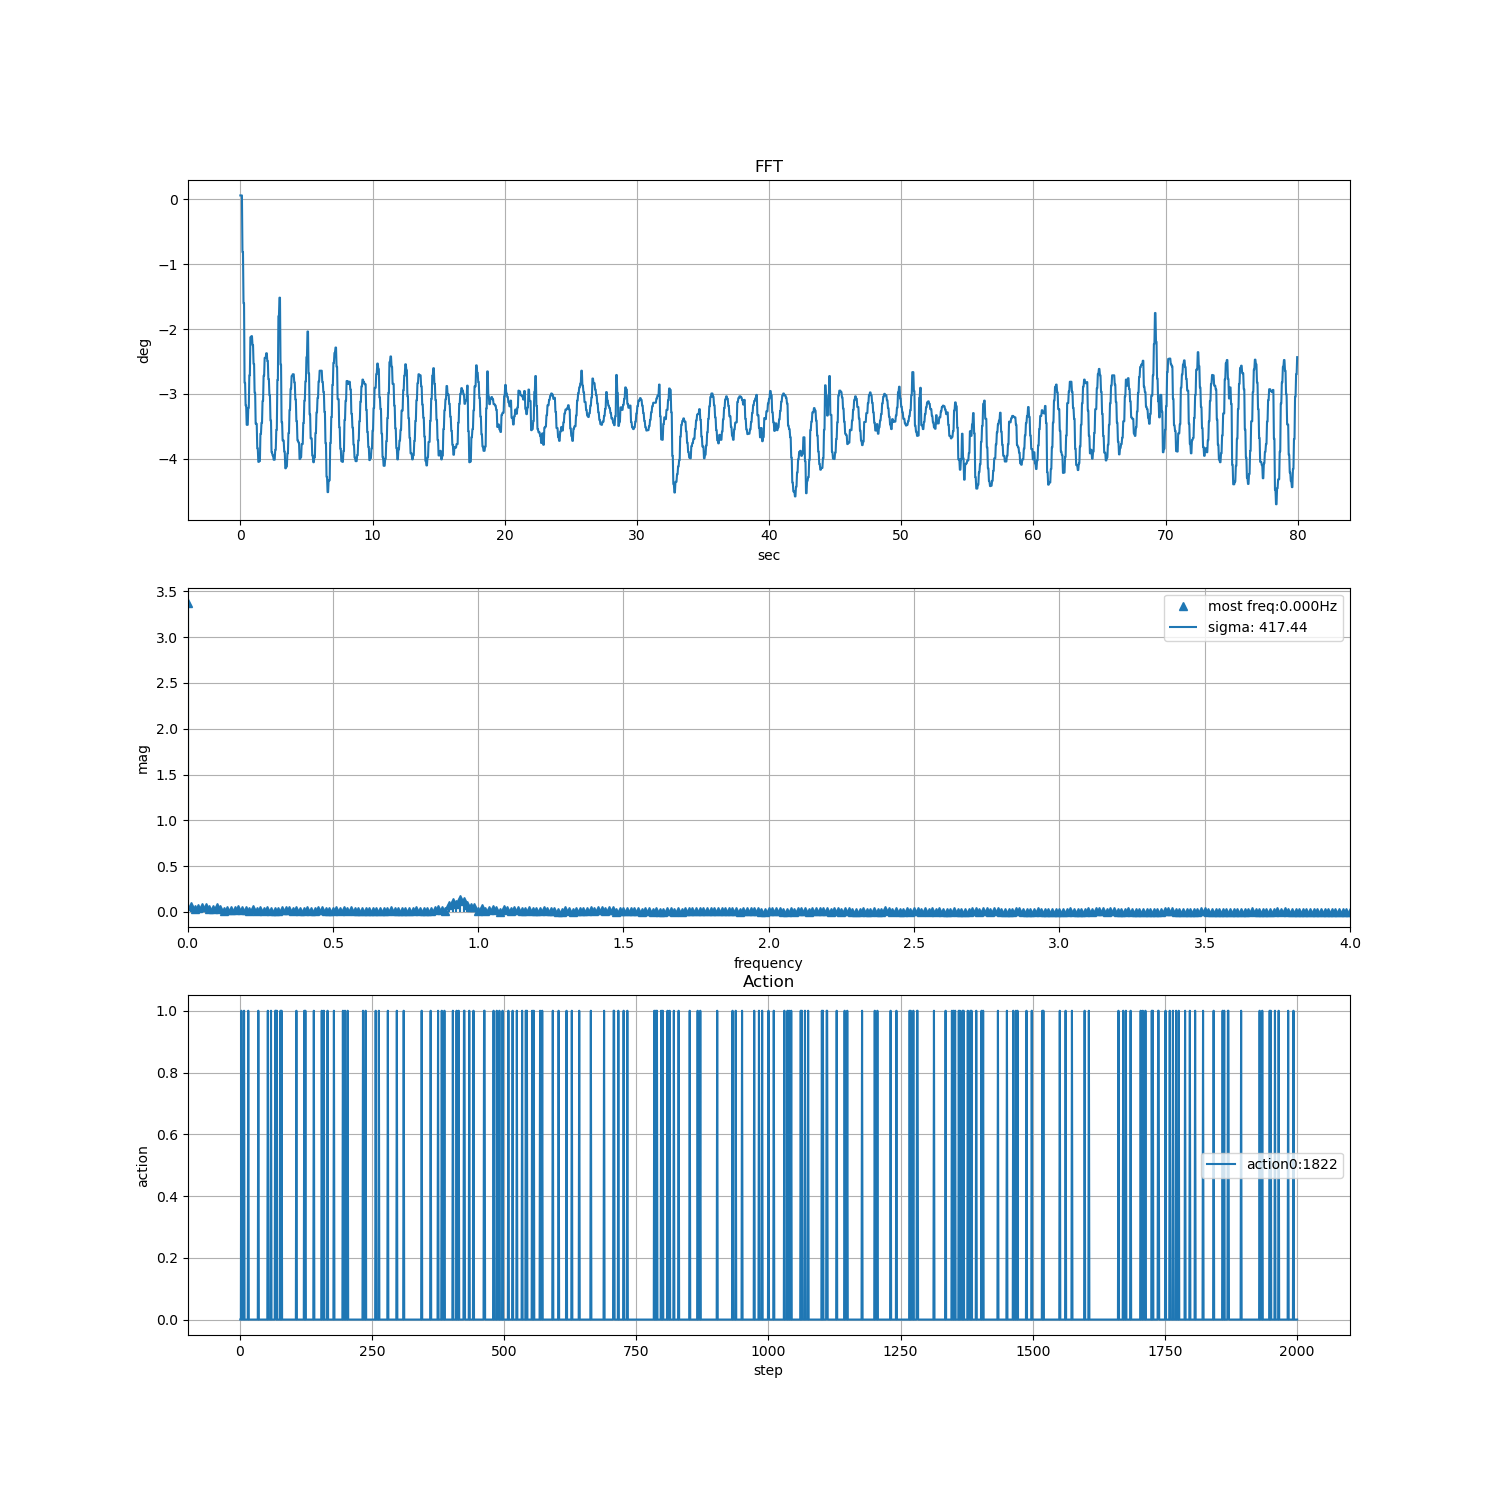 FFT
0
−1
−2
−3
−4
deg
0 10 20 30 40 50 60 70 80
sec
3.5
3.0
2.5
2.0
1.5
1.0
0.5
0.0
mag
most freq:0.000Hz
sigma: 417.44
0.0 0.5 1.0 1.5 2.0 2.5 3.0 3.5 4.0
frequency
Action
1.0
0.8
0.6
0.4
0.2
0.0
action
action0:1822
0 250 500 750 1000 1250 1500 1750 2000
step